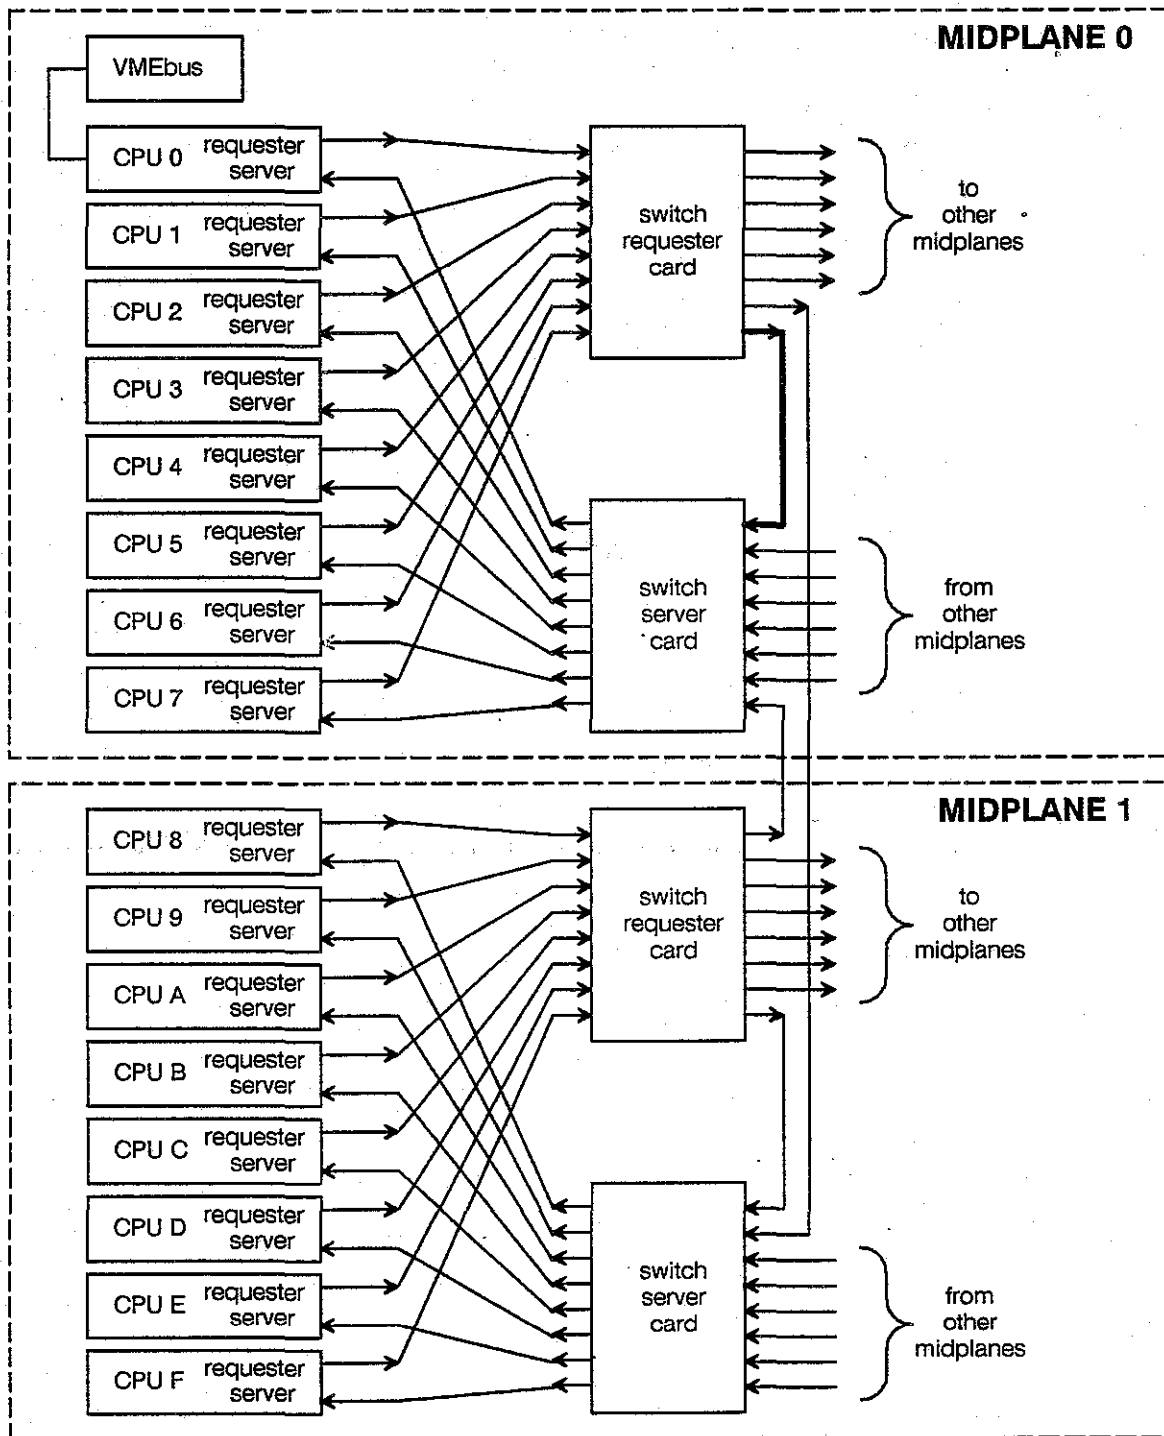 MIDPLANE 0
VMEbus
CPU 0 requester
server
CPU 1 requester
server
CPU 2 requester
server
CPU 3 requester
server
CPU 4 requester
server
CPU 5 requester
server
CPU 6 requester
server
CPU 7 requester
server
switch
requester
card
to
other
midplanes
switch
server
card
from
other
midplanes
MIDPLANE 1
CPU 8 requester
server
CPU 9 requester
server
CPU A requester
server
CPU B requester
server
CPU C requester
server
CPU D requester
server
CPU E requester
server
CPU F requester
server
switch
requester
card
to
other
midplanes
switch
server
card
from
other
midplanes